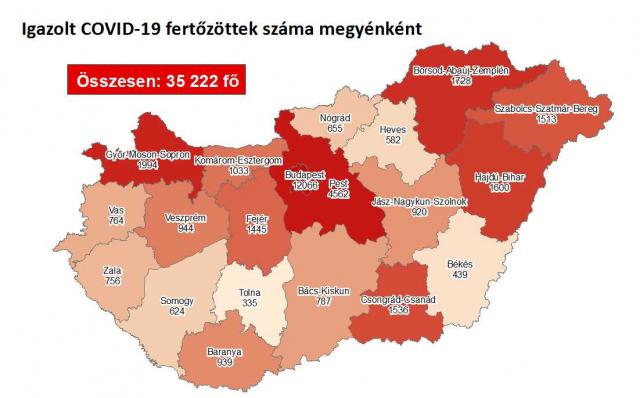 Igazolt COVID-19 fertőzöttek száma megyénként
Összesen: 35 222 fő
Borsod-Abaúj-Zemplén
1728
Szabolcs-Szatmár-Bereg
1513
Nógrád
655
Heves
582
Győr-Moson-Sopron
1994
Komárom-Esztergom
1033
Budapest
12066
Pest
4562
Hajdú-Bihar
1600
Jász-Nagykun-Szolnok
920
Vas
764
Veszprém
944
Fejér
1445
Békés
439
Zala
756
Somogy
624
Tolna
335
Bács-Kiskun
787
Csongrád-Csanád
1536
Baranya
939